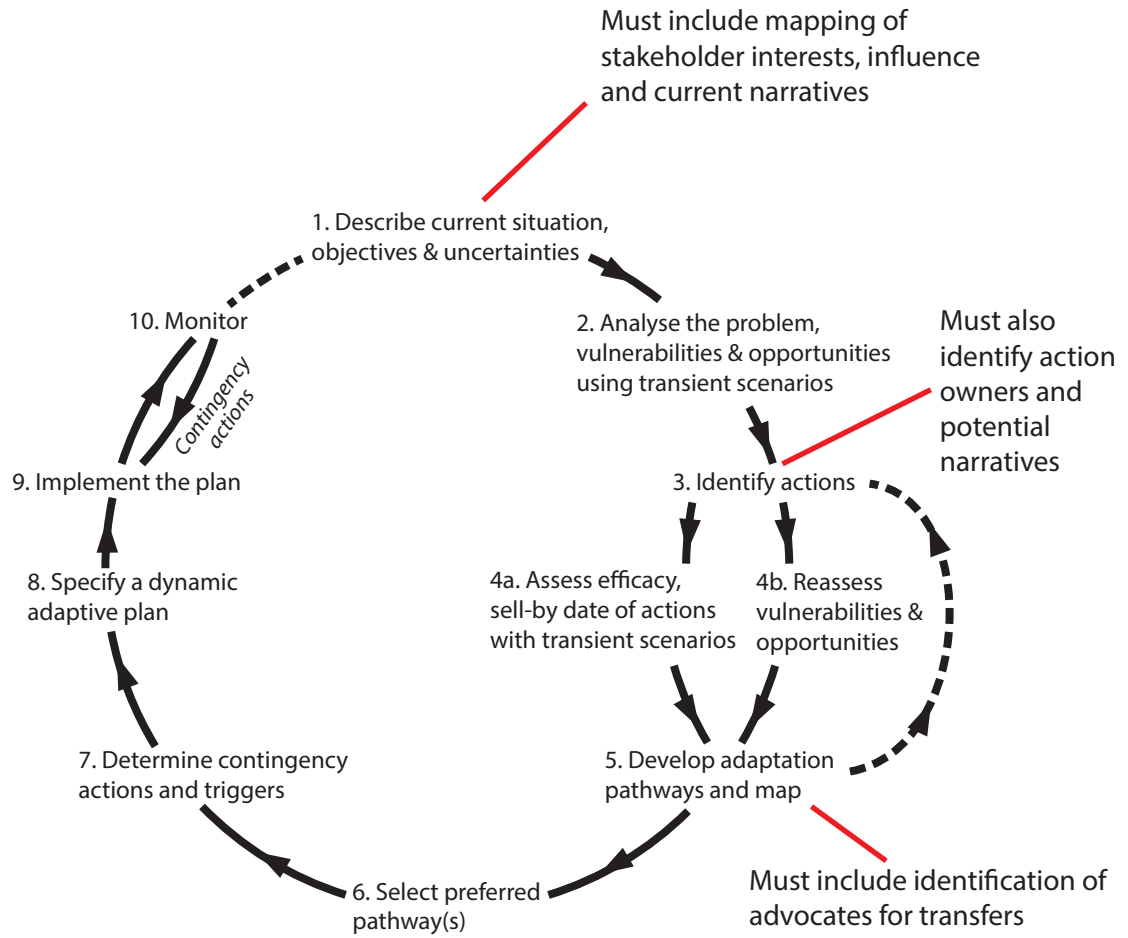 Must include mapping of
stakeholder interests, influence
and current narratives
1. Describe current situation,
objectives & uncertainties
2. Analyse the problem,
vulnerabilities & opportunities
using transient scenarios
Must also
identify action
owners and
potential
narratives
3. Identify actions
4a. Assess efficacy,
sell-by date of actions
with transient scenarios
4b. Reassess
vulnerabilities &
opportunities
5. Develop adaptation
pathways and map
Must include identification of
advocates for transfers
6. Select preferred
pathway(s)
7. Determine contingency
actions and triggers
8. Specify a dynamic
adaptive plan
9. Implement the plan
Contingency
actions
10. Monitor